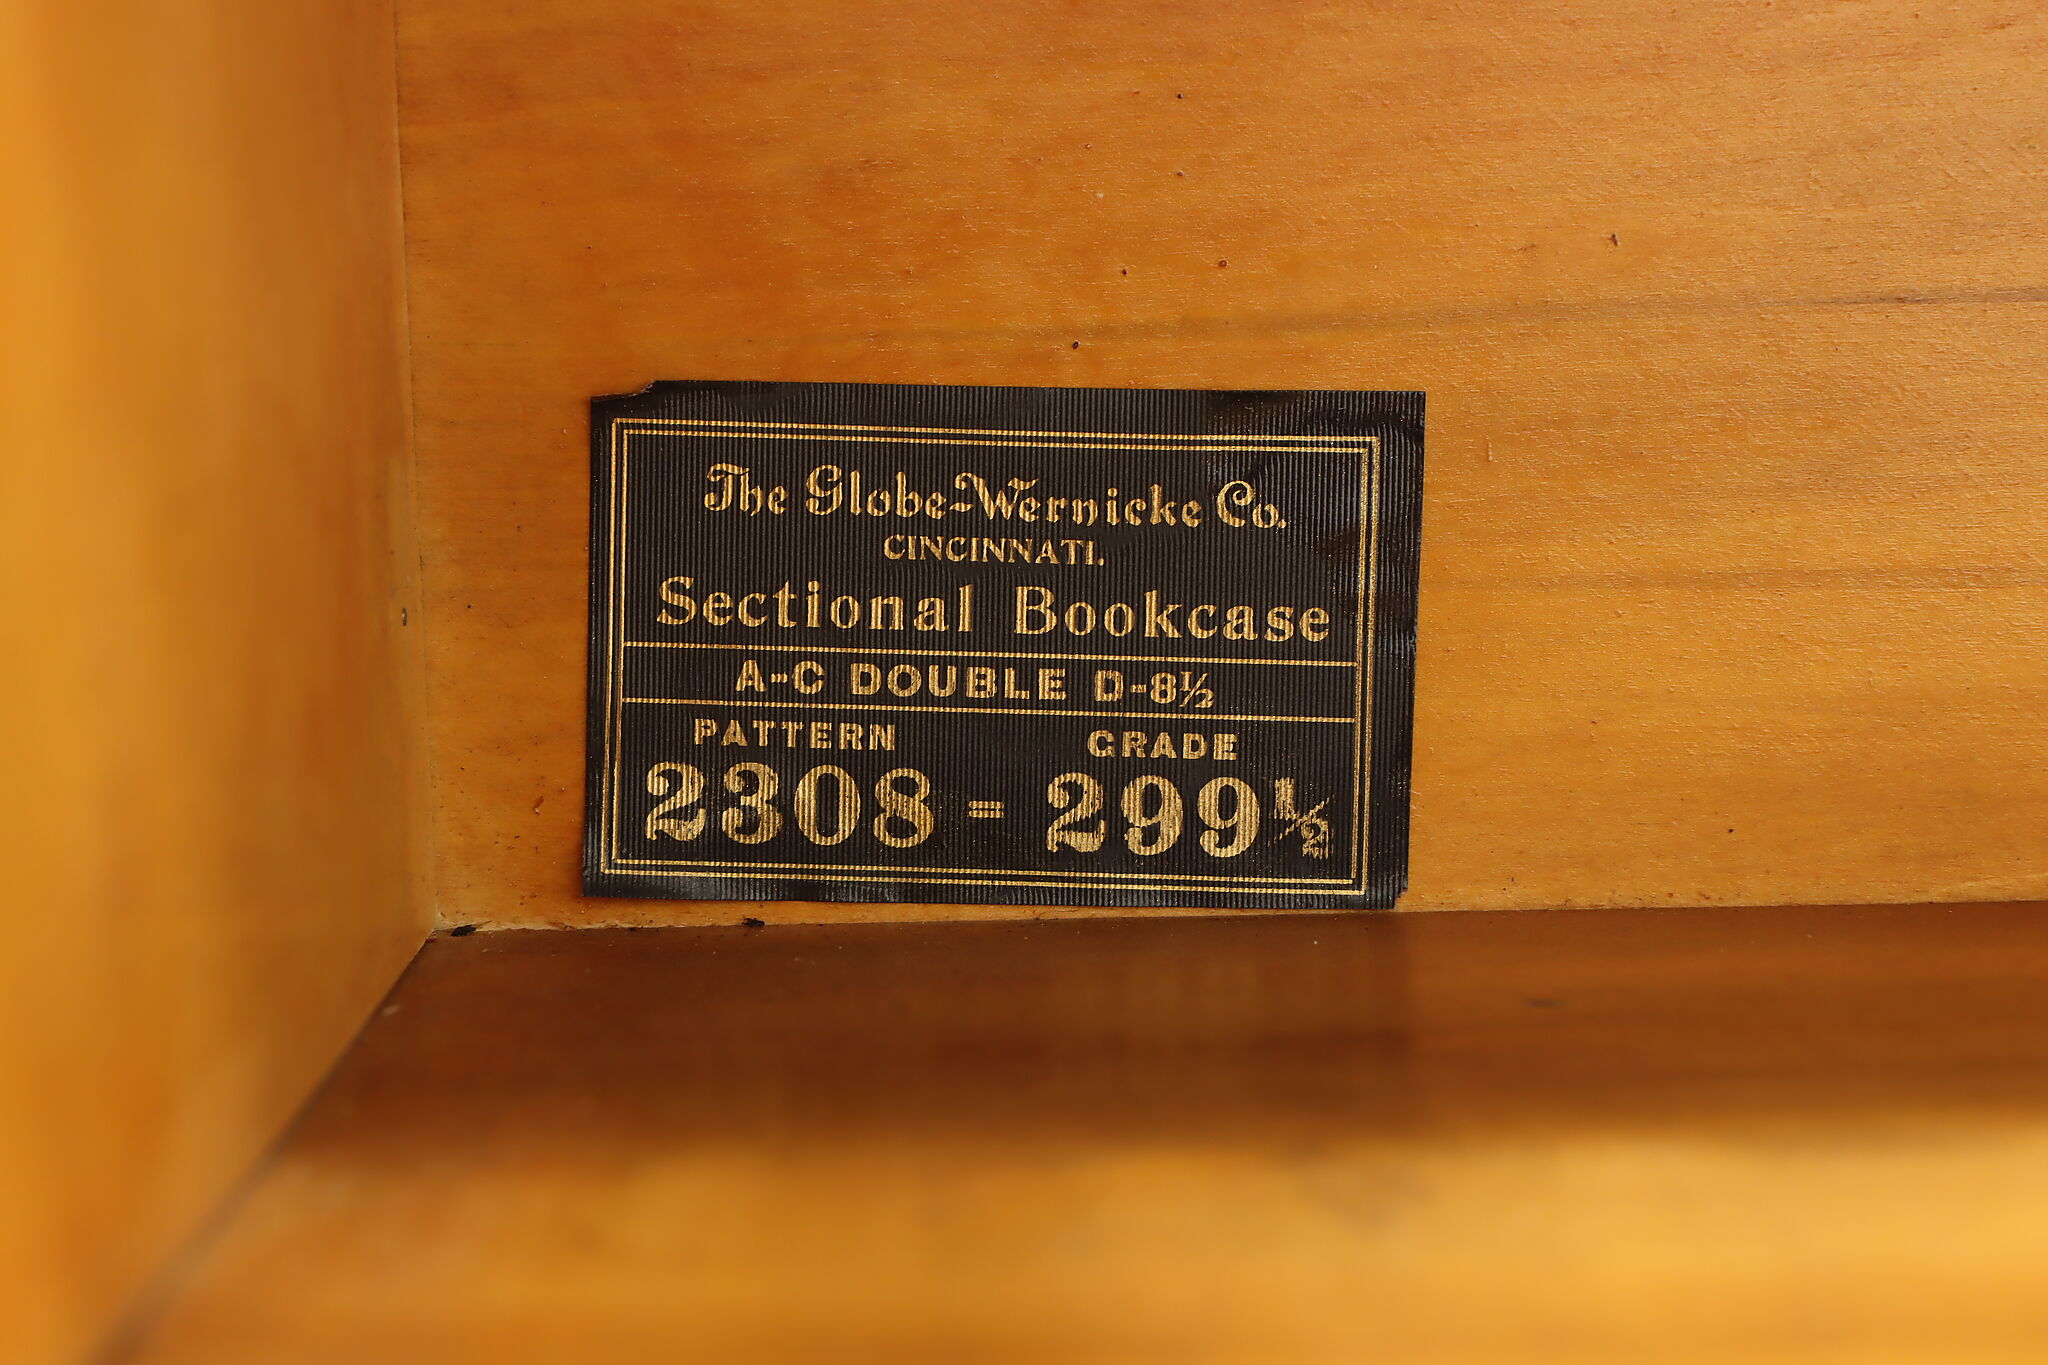 The Globe-Wernicke Co.
CINCINNATI.
Sectional Bookcase
A-C DOUBLE D-8½
PATTERN GRADE
2308 = 299½